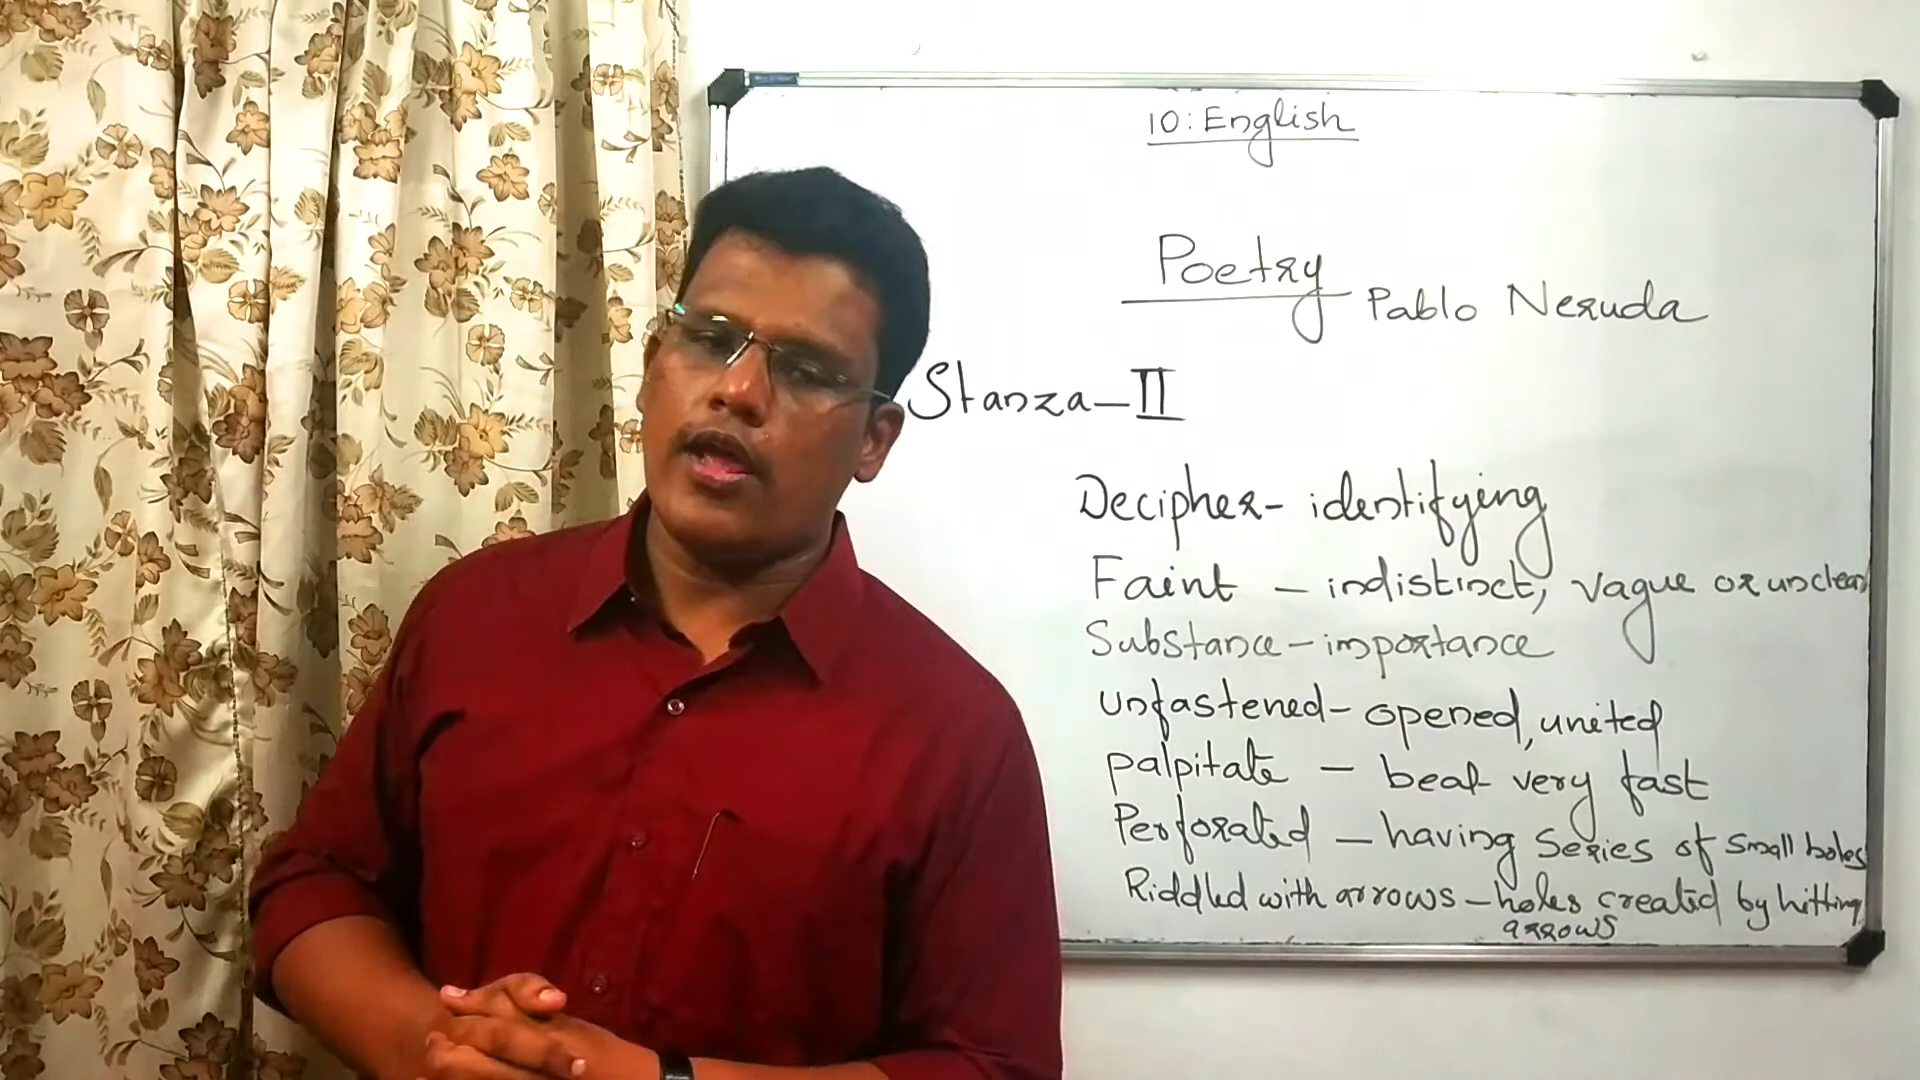 10: English
Poetry
Pablo Neruda
Stanza-II
Decipher- identifying
Faint - indistinct, vague or unclear
Substance - importance
unfastened - opened, united
palpitate - beat very fast
Perforated - having series of small holes
Riddled with arrows - holes created by hitting
arrows